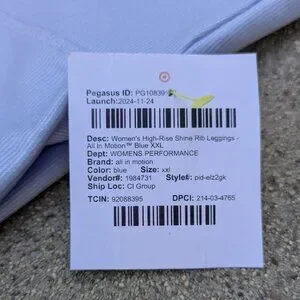 Pegasus ID: PG108391
Launch:2024-11-24
Desc: Women's High-Rise Shine Rib Leggings -
All In Motion™ Blue XXL
Dept: WOMENS PERFORMANCE
Brand: all in motion
Color: blue Size: xxl
Vendor#: 1984731 Style#: pid-elz2gk
Ship Loc: CI Group
TCIN: 92088395 DPCI: 214-03-4765